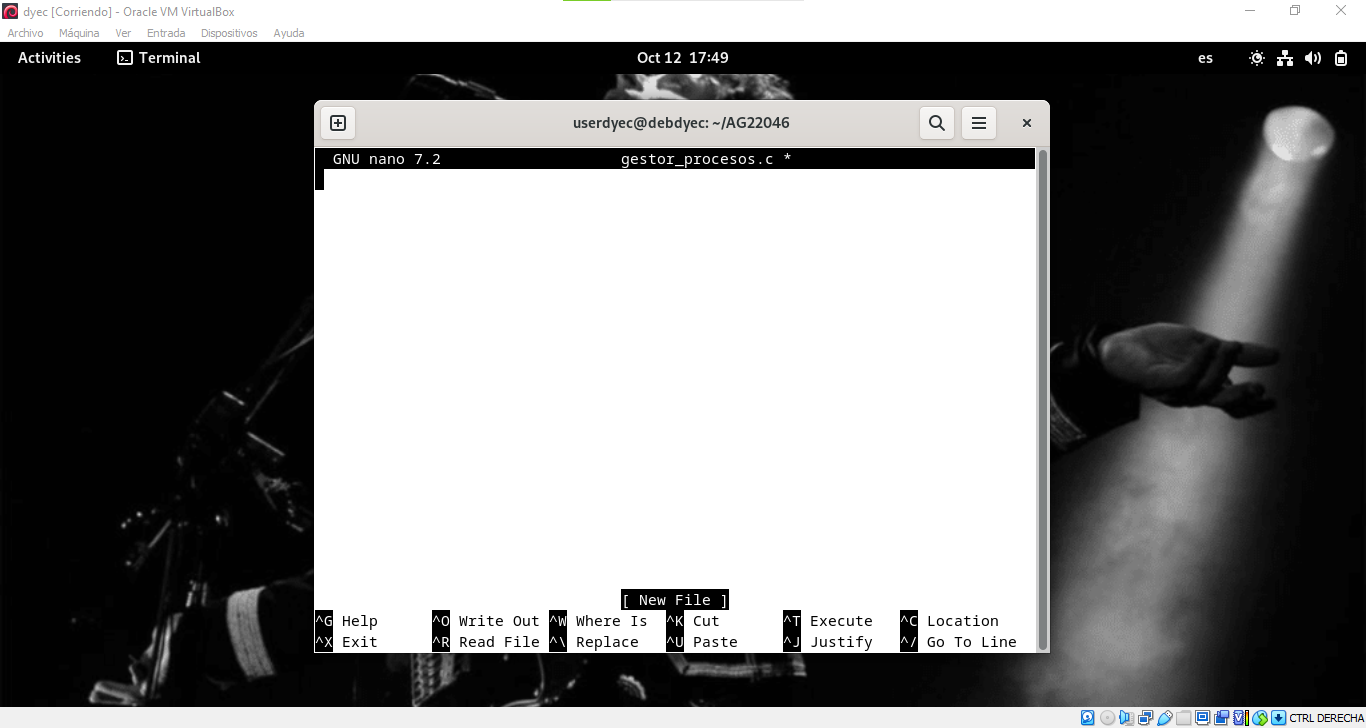 dyec [Corriendo] - Oracle VM VirtualBox
Archivo Máquina Ver Entrada Dispositivos Ayuda
Activities Terminal Oct 12 17:49 es
userdyec@debdyec: ~/AG22046
GNU nano 7.2 gestor_procesos.c *
[ New File ]
^G Help ^O Write Out ^W Where Is ^K Cut ^T Execute ^C Location
^X Exit ^R Read File ^\ Replace ^U Paste ^J Justify ^/ Go To Line
CTRL DERECHA